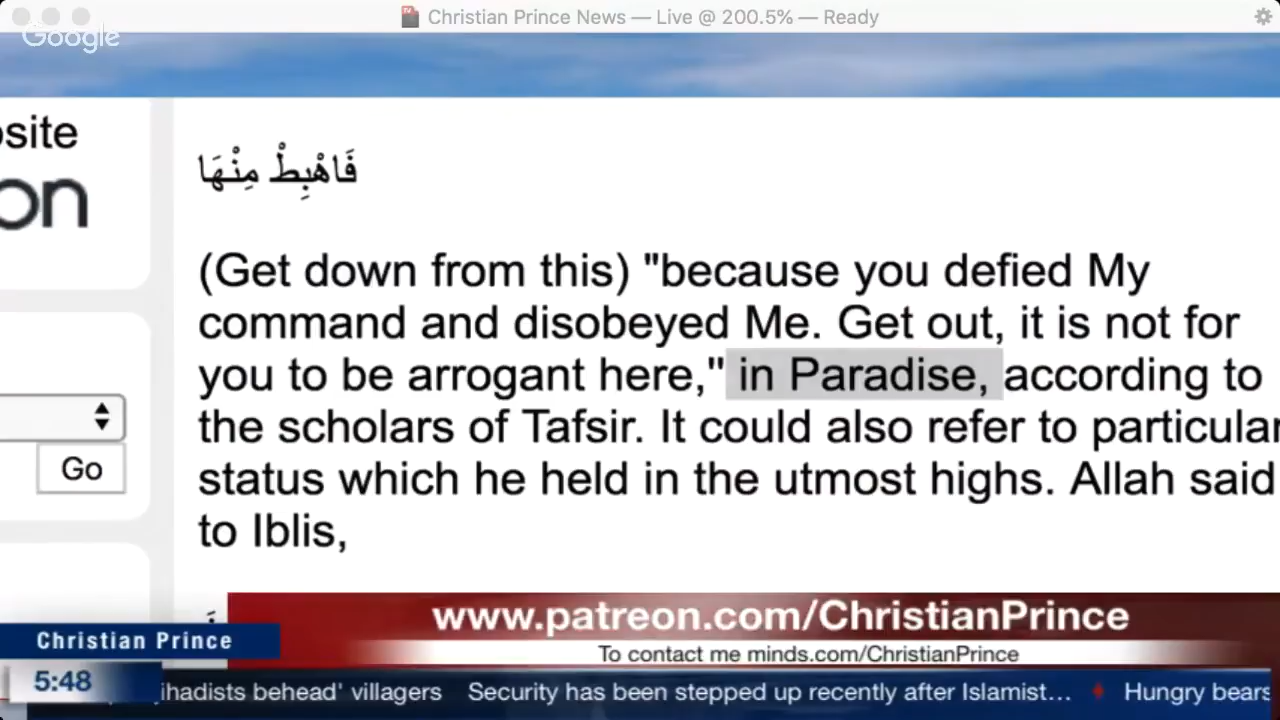 Christian Prince News — Live @ 200.5% — Ready
Google
فَاهْبِطْ مِنْهَا
(Get down from this) "because you defied My
command and disobeyed Me. Get out, it is not for
you to be arrogant here," in Paradise, according to
the scholars of Tafsir. It could also refer to particular
status which he held in the utmost highs. Allah said
to Iblis,
Go
www.patreon.com/ChristianPrince
To contact me minds.com/ChristianPrince
Christian Prince
5:48
behead' villagers Security has been stepped up recently after Islamist... Hungry bears